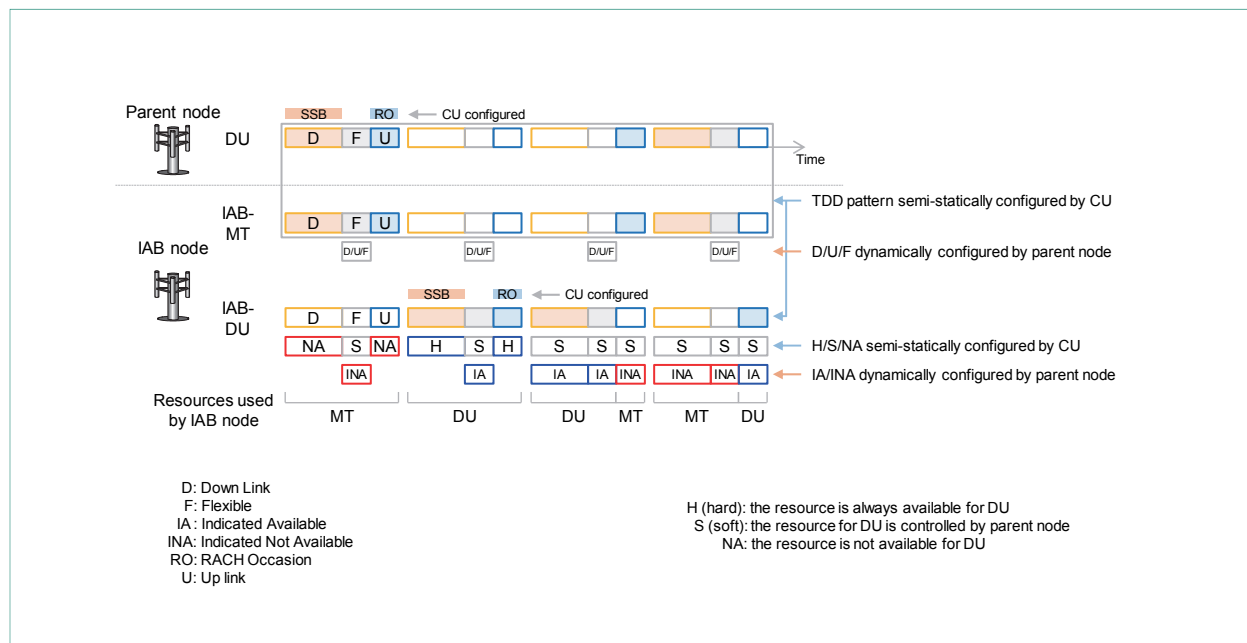 SSB RO CU configured
Parent node
DU
D F U
Time
TDD pattern semi-statically configured by CU
IAB-
MT
D F U
IAB node
D/U/F D/U/F D/U/F D/U/F D/U/F dynamically configured by parent node
SSB RO CU configured
IAB-
DU
D F U
NA S NA H S H S S S S S S H/S/NA semi-statically configured by CU
INA IA IA IA INA INA INA IA IA/INA dynamically configured by parent node
Resources used
by IAB node
MT DU DU MT MT DU
D: Down Link
F: Flexible
IA: Indicated Available
INA: Indicated Not Available
RO: RACH Occasion
U: Up link
H (hard): the resource is always available for DU
S (soft): the resource for DU is controlled by parent node
NA: the resource is not available for DU